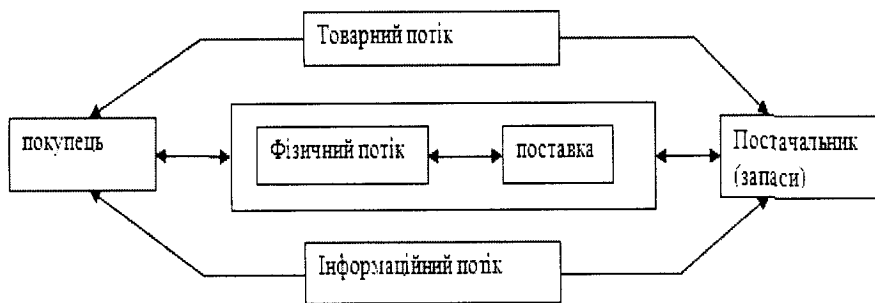 Товарний потік
покупець
Фізичний потік
поставка
Постачальник
(запаси)
Інформаційний потік